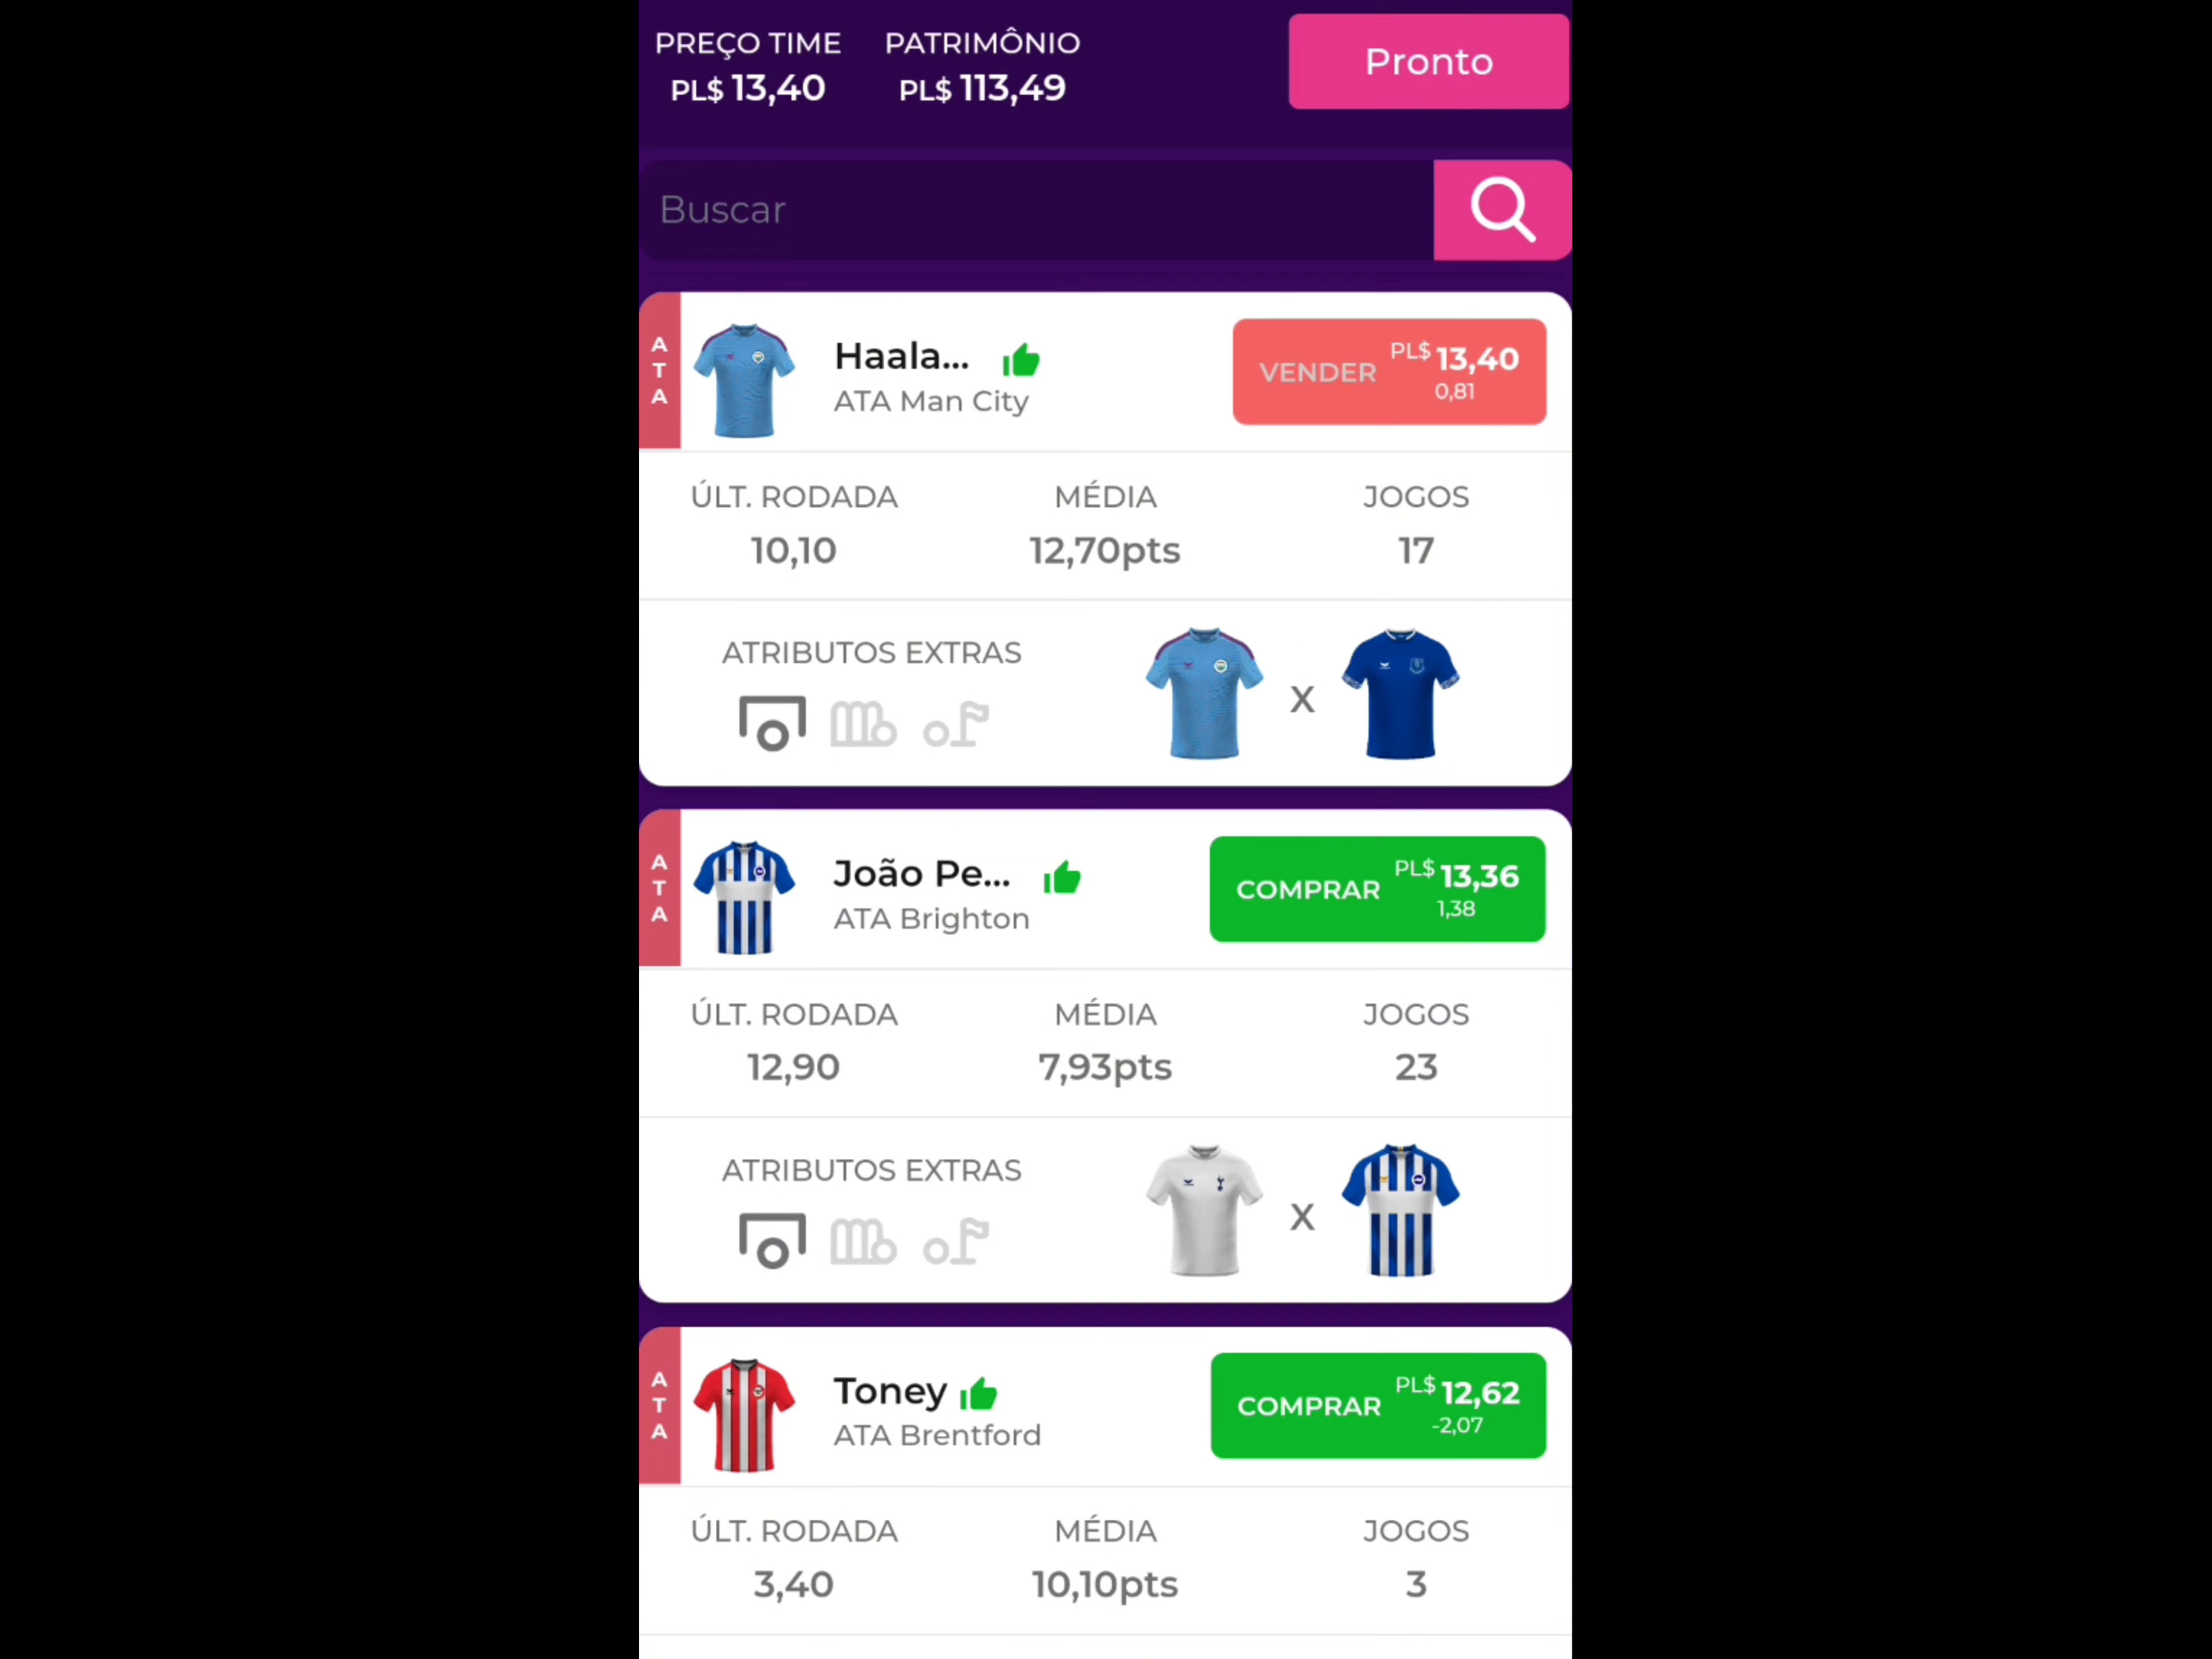 PREÇO TIME PATRIMÔNIO
PL$ 13,40 PL$ 113,49
Pronto
Buscar
ATA
Haala...
ATA Man City
VENDER PL$ 13,40
0,81
ÚLT. RODADA MÉDIA JOGOS
10,10 12,70pts 17
ATRIBUTOS EXTRAS
X
ATA
João Pe...
ATA Brighton
COMPRAR PL$ 13,36
1,38
ÚLT. RODADA MÉDIA JOGOS
12,90 7,93pts 23
ATRIBUTOS EXTRAS
X
ATA
Toney
ATA Brentford
COMPRAR PL$ 12,62
-2,07
ÚLT. RODADA MÉDIA JOGOS
3,40 10,10pts 3